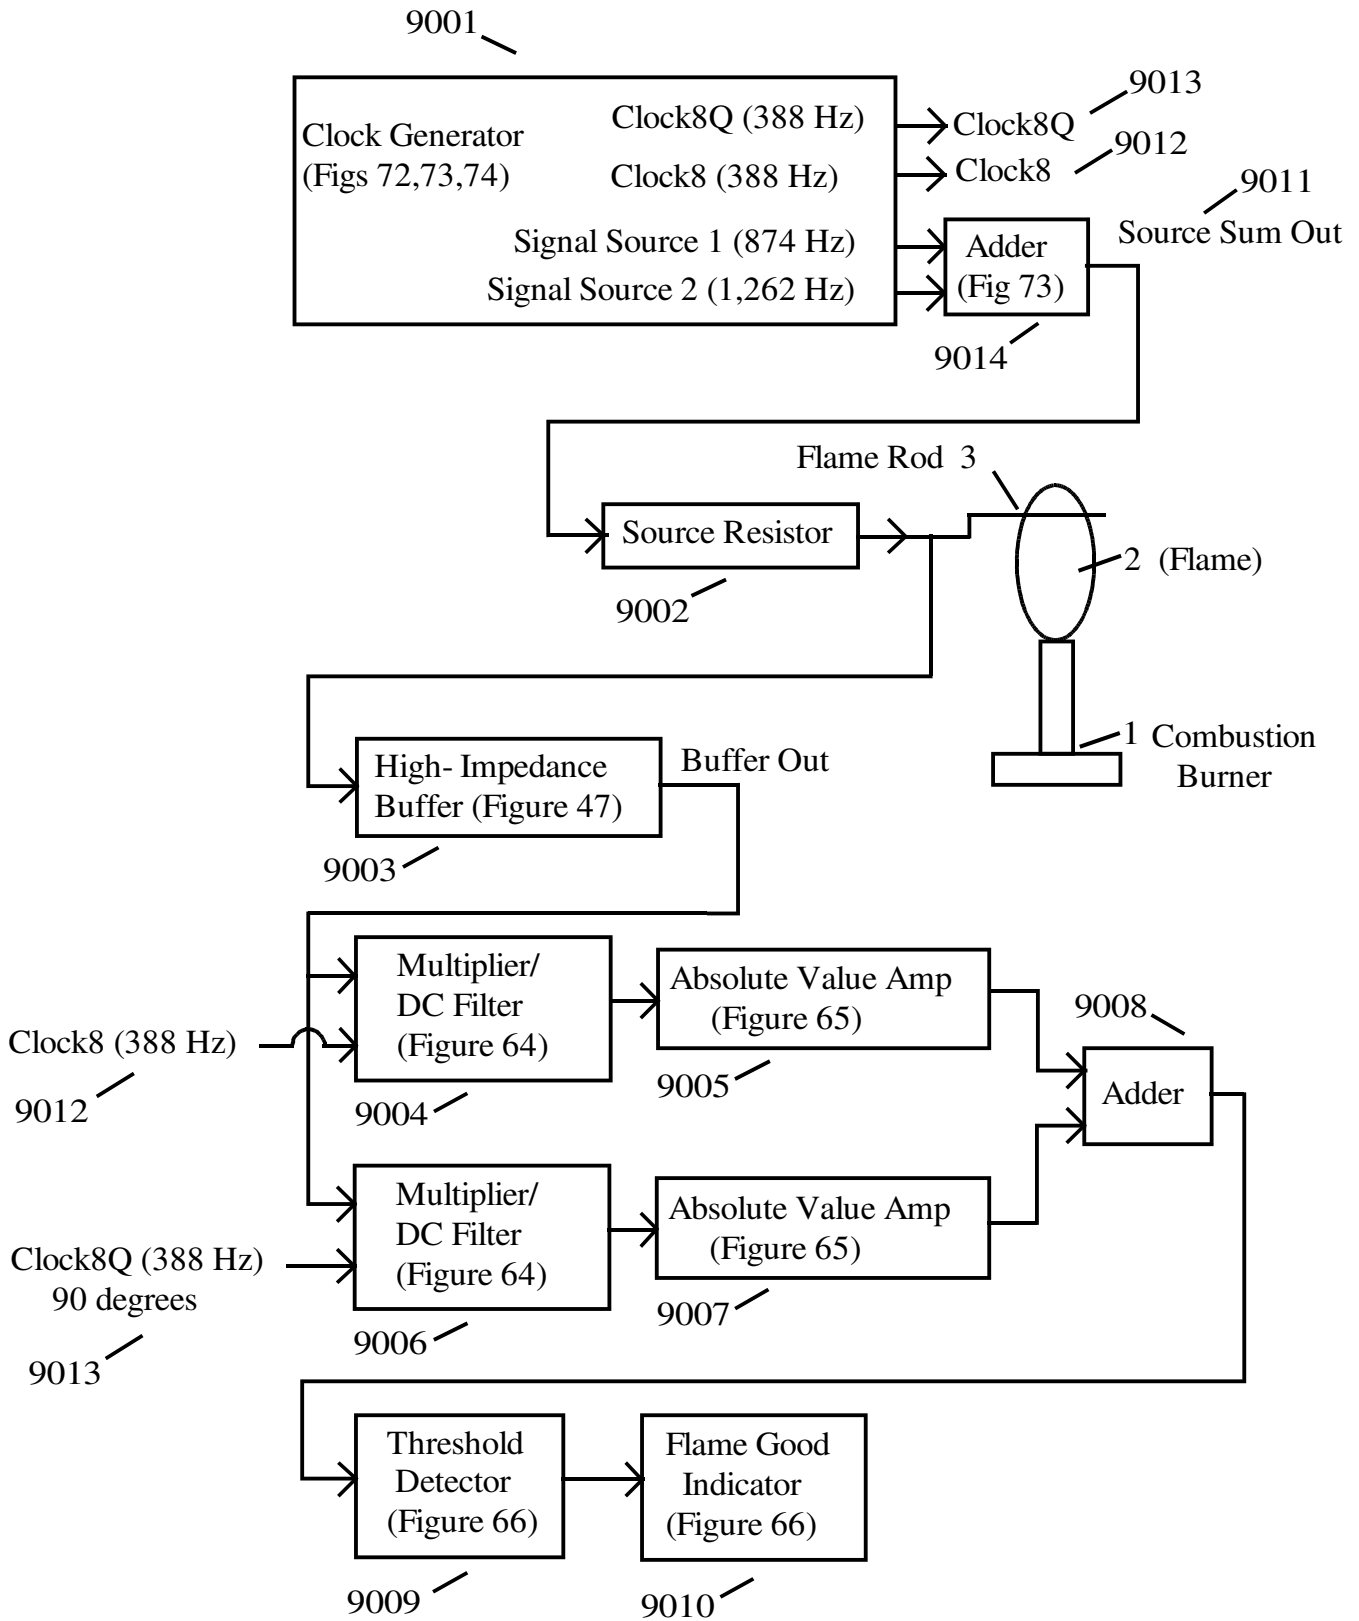 9001
Clock Generator
(Figs 72,73,74)
Clock8Q (388 Hz)
Clock8 (388 Hz)
Signal Source 1 (874 Hz)
Signal Source 2 (1,262 Hz)
Clock8Q
9013
Clock8
9012
9011
Source Sum Out
Adder
(Fig 73)
9014
Flame Rod 3
Source Resistor
9002
2 (Flame)
1 Combustion
Burner
High- Impedance
Buffer (Figure 47)
Buffer Out
9003
Multiplier/
DC Filter
(Figure 64)
Absolute Value Amp
(Figure 65)
9008
Clock8 (388 Hz)
9012
9004
9005
Adder
Multiplier/
DC Filter
(Figure 64)
Absolute Value Amp
(Figure 65)
Clock8Q (388 Hz)
90 degrees
9013
9006
9007
Threshold
Detector
(Figure 66)
Flame Good
Indicator
(Figure 66)
9009
9010